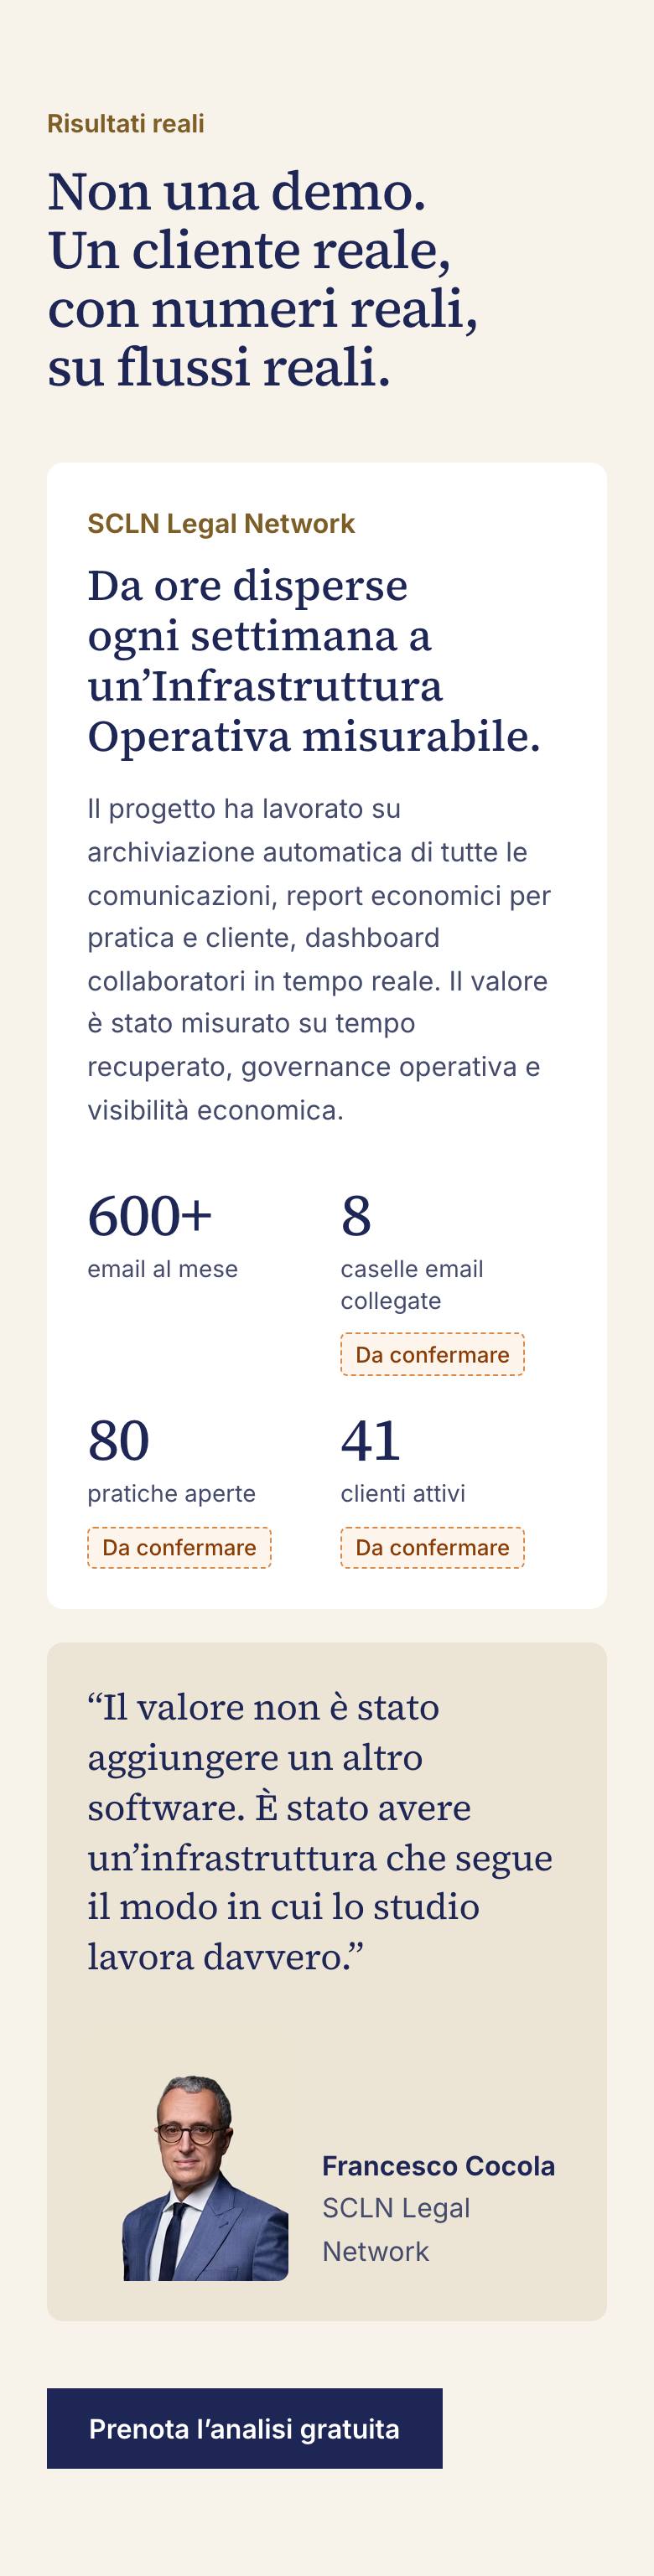 Risultati reali
Non una demo.
Un cliente reale,
con numeri reali,
su flussi reali.
SCLN Legal Network
Da ore disperse
ogni settimana a
un’Infrastruttura
Operativa misurabile.
Il progetto ha lavorato su
archiviazione automatica di tutte le
comunicazioni, report economici per
pratica e cliente, dashboard
collaboratori in tempo reale. Il valore
è stato misurato su tempo
recuperato, governance operativa e
visibilità economica.
600+
email al mese
8
caselle email
collegate
Da confermare
80
pratiche aperte
Da confermare
41
clienti attivi
Da confermare
“Il valore non è stato
aggiungere un altro
software. È stato avere
un’infrastruttura che segue
il modo in cui lo studio
lavora davvero.”
Francesco Cocola
SCLN Legal
Network
Prenota l’analisi gratuita